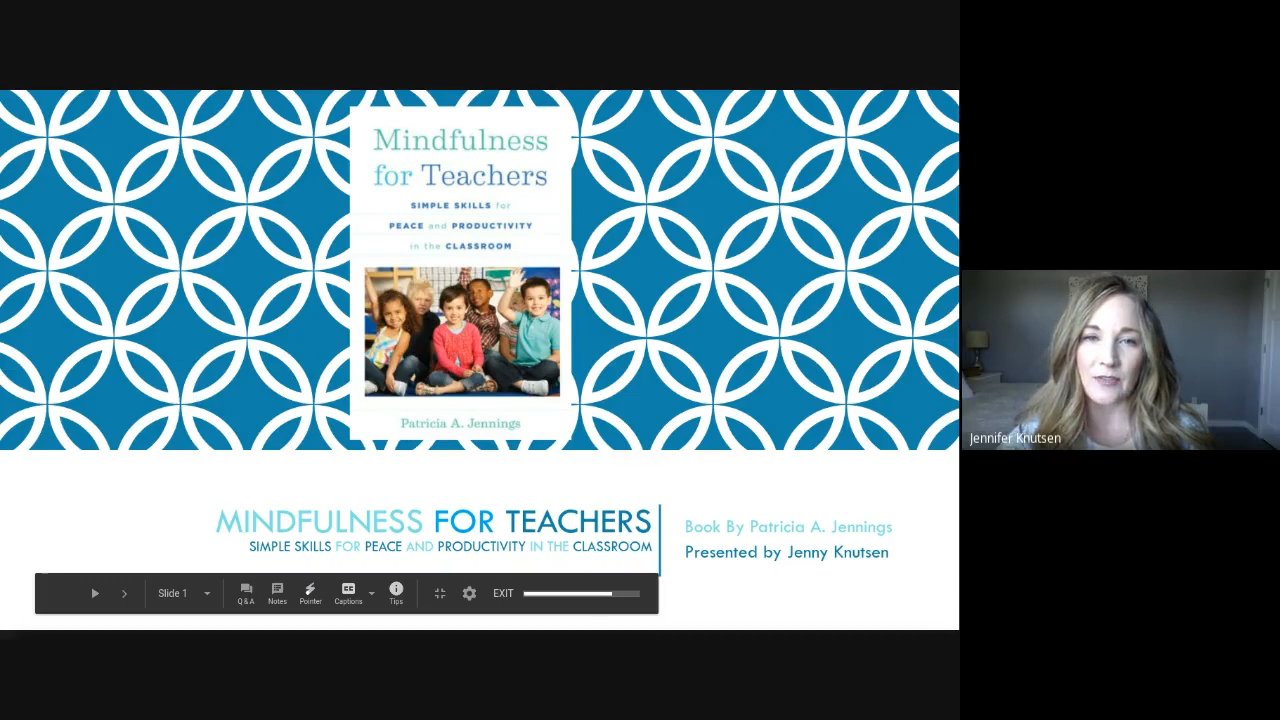 Mindfulness
for Teachers
SIMPLE SKILLS for
PEACE and PRODUCTIVITY
in the CLASSROOM
Patricia A. Jennings
MINDFULNESS FOR TEACHERS
SIMPLE SKILLS FOR PEACE AND PRODUCTIVITY IN THE CLASSROOM
Book By Patricia A. Jennings
Presented by Jenny Knutsen
Slide 1
Q & A
Notes
Pointer
CC
Captions
Tips
EXIT
Jennifer Knutsen